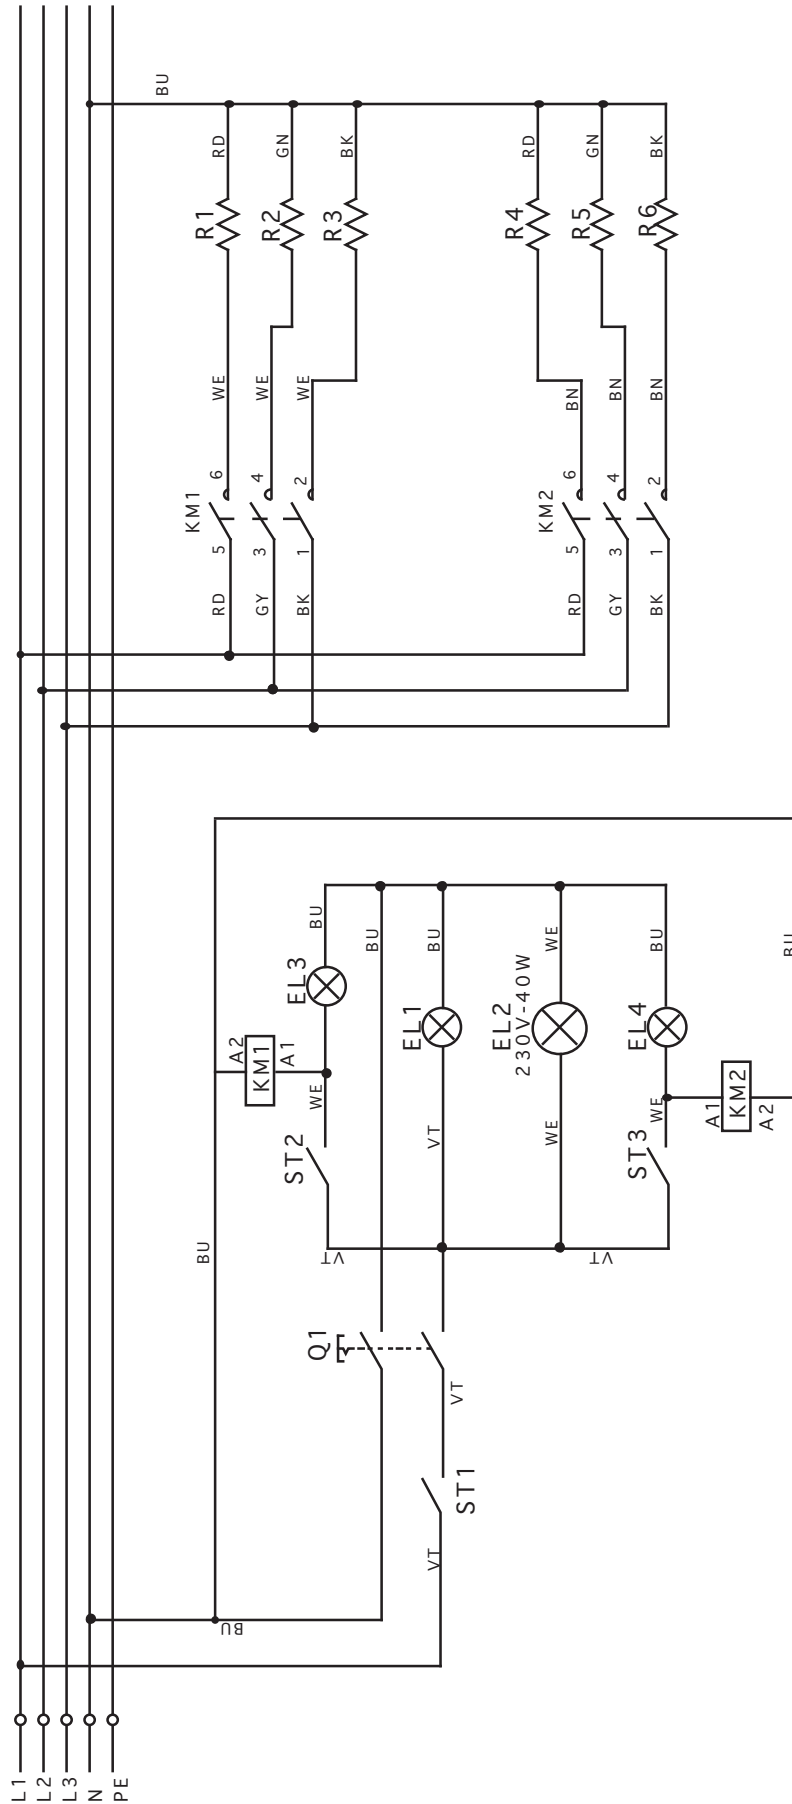 BU
RD
GN
BK
RD
GN
BK
R1
R2
R3
R4
R5
R6
WE
WE
WE
BN
BN
BN
6
4
2
6
4
2
KM1
KM2
5
3
1
5
3
1
RD
GY
BK
RD
GY
BK
BU
BU
BU
WE
BU
BU
EL3
EL1
EL2
230V-40W
EL4
A2
KM1
A1
WE
VT
WE
WE
A1
KM2
A2
ST2
ST3
BU
VT
VT
Q1
VT
ST1
VT
BU
L1
L2
L3
N
PE